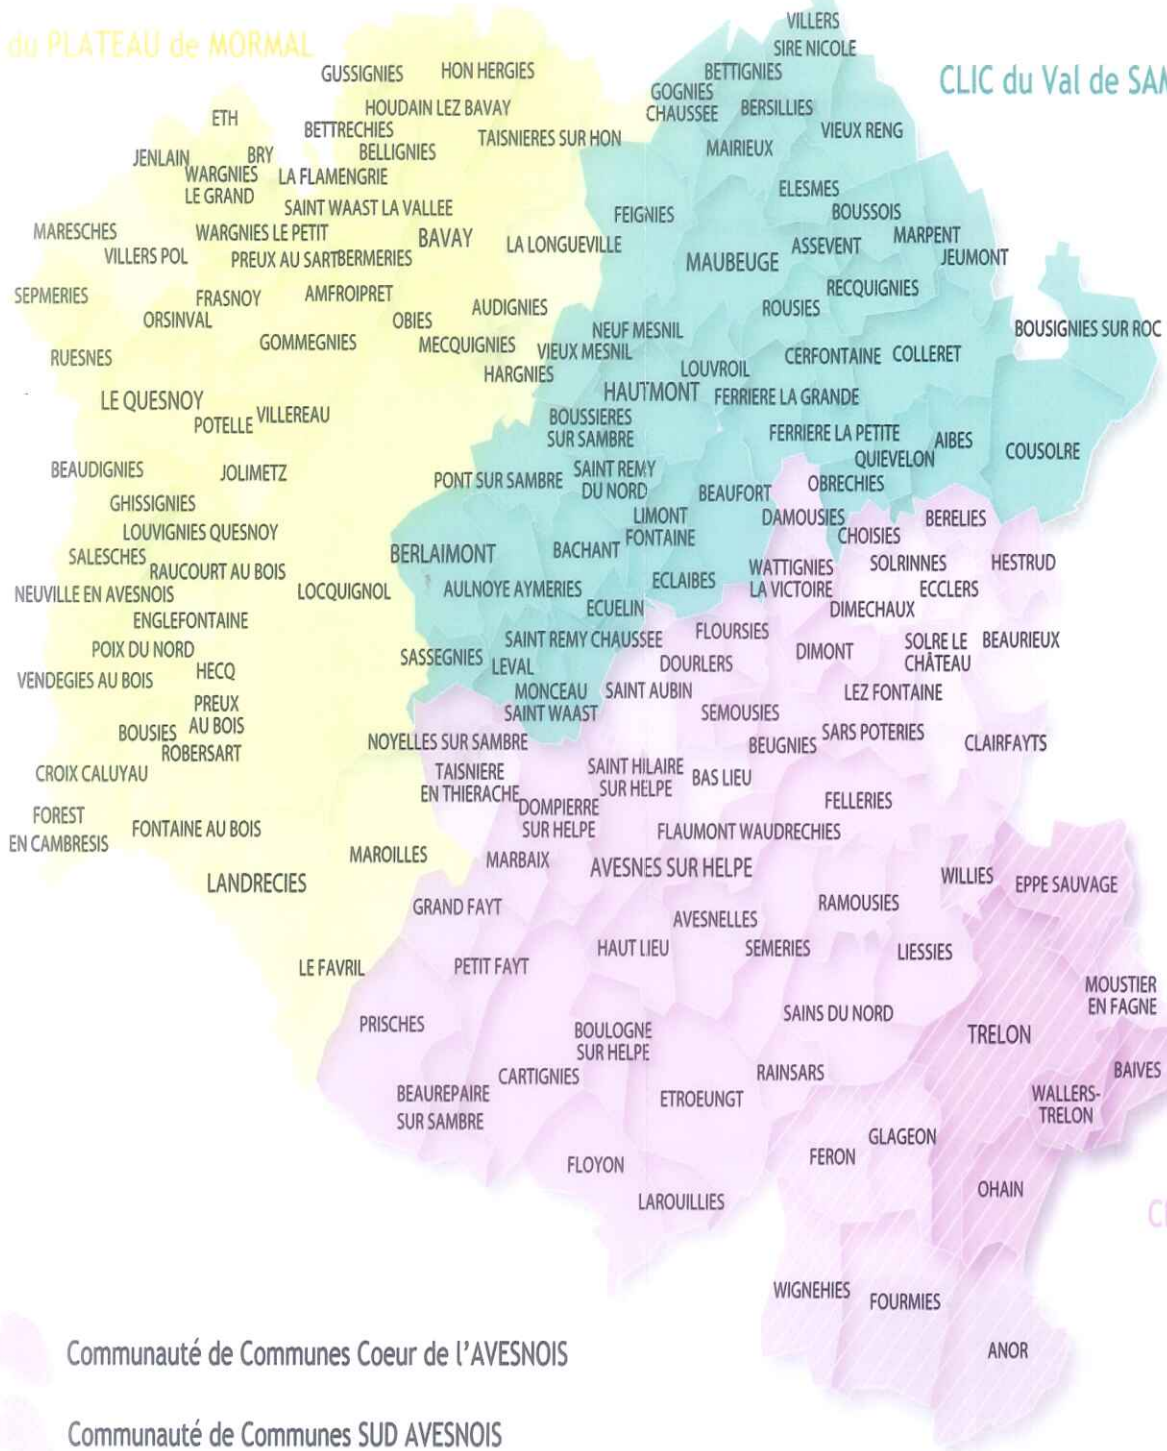 du PLATEAU de MORMAL
CLIC du Val de SAM
VILLERS
SIRE NICOLE
GUSSIGNIES
HON HERGIES
BETTIGNIES
GOGNIES
CHAUSSEE
BERSILLIES
HOUDAIN LEZ BAVAY
ETH
BETTRECHIES
TAISNIERES SUR HON
VIEUX RENG
MAIRIEUX
JENLAIN
BRY
BELLIGNIES
WARGNIES
LE GRAND
LA FLAMENGRIE
ELESMES
SAINT WAAST LA VALLEE
FEIGNIES
BOUSSOIS
MARESCHES
WARGNIES LE PETIT
BAVAY
LA LONGUEVILLE
ASSEVENT
MARPENT
VILLERS POL
PREUX AU SART
BERMERIES
MAUBEUGE
JEUMONT
SEPMERIES
FRASNOY
AMFROIPRET
RECQUIGNIES
AUDIGNIES
ROUSIES
ORSINVAL
OBIES
NEUF MESNIL
BOUSIGNIES SUR ROC
GOMMEGNIES
MECQUIGNIES
VIEUX MESNIL
RUESNES
CERFONTAINE
COLLERET
HARGNIES
LOUVROIL
LE QUESNOY
HAUTMONT
FERRIERE LA GRANDE
POTELLE
VILLEREAU
BOUSSIERES
SUR SAMBRE
FERRIERE LA PETITE
AIBES
COUSOLRE
QUIEVELON
BEAUDIGNIES
JOLIMETZ
PONT SUR SAMBRE
SAINT REMY
DU NORD
BEAUFORT
OBRECHIES
GHISSIGNIES
LIMONT
FONTAINE
DAMOUSIES
BERELIES
LOUVIGNIES QUESNOY
CHOISIES
SALESCHES
BERLAIMONT
BACHANT
RAUCOURT AU BOIS
WATTIGNIES
LA VICTOIRE
SOLRINNES
HESTRUD
NEUVILLE EN AVESNOIS
LOCQUIGNOL
AULNOYE AYMERIES
ECLAIBES
ECCLERS
ECUELIN
DIMECHAUX
ENGLEFONTAINE
FLOURSIES
SAINT REMY CHAUSSEE
POIX DU NORD
SASSEGNIES
LEVAL
DOURLERS
DIMONT
SOLRE LE
CHÂTEAU
BEAURIEUX
VENDEGIES AU BOIS
HECQ
MONCEAU
SAINT WAAST
SAINT AUBIN
LEZ FONTAINE
PREUX
AU BOIS
SEMOUSIES
BOUSIES
SARS POTERIES
ROBERSART
NOYELLES SUR SAMBRE
BEUGNIES
CLAIRFAYTS
CROIX CALUYAU
TAISNIERE
EN THIERACHE
SAINT HILAIRE
SUR HELPE
BAS LIEU
DOMPIERRE
SUR HELPE
FELLERIES
FOREST
EN CAMBRESIS
FONTAINE AU BOIS
FLAUMONT WAUDRECHIES
MAROILLES
MARBAIX
AVESNES SUR HELPE
LANDRECIES
WILLIES
EPPE SAUVAGE
GRAND FAYT
RAMOUSIES
AVESNELLES
HAUT LIEU
SEMERIES
LIESSIES
LE FAVRIL
PETIT FAYT
MOUSTIER
EN FAGNE
PRISCHES
SAINS DU NORD
BOULOGNE
SUR HELPE
TRELON
CARTIGNIES
RAINSARS
BAIVES
BEAUREPAIRE
SUR SAMBRE
ETROEUNGT
WALLERS-
TRELON
GLAGEON
FERON
FLOYON
OHAIN
LAROUILLIES
WIGNEHIES
FOURMIES
ANOR
Communauté de Communes Coeur de l'AVESNOIS
Communauté de Communes SUD AVESNOIS